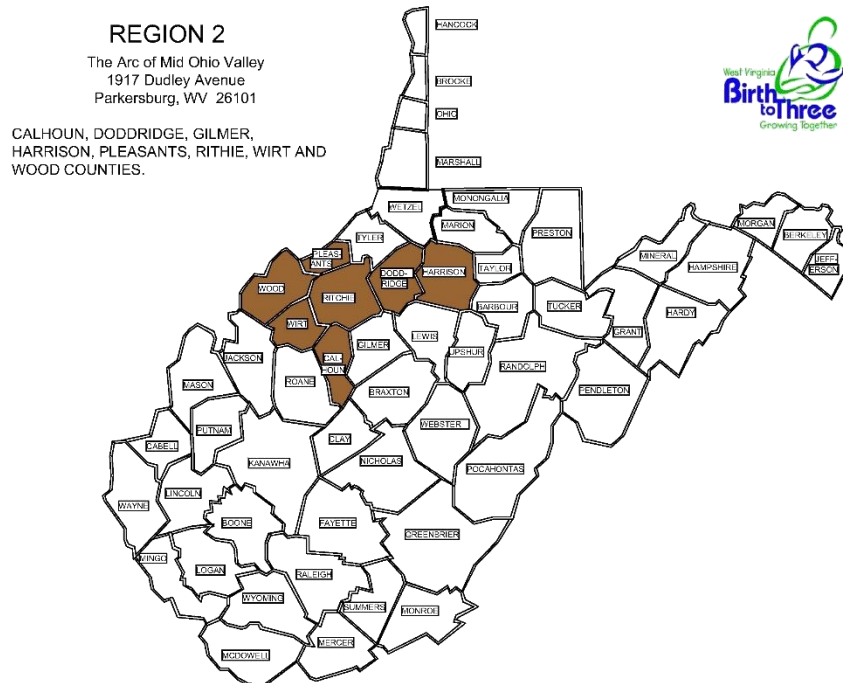 REGION 2
The Arc of Mid Ohio Valley
1917 Dudley Avenue
Parkersburg, WV 26101
CALHOUN, DODDRIDGE, GILMER,
HARRISON, PLEASANTS, RITHIE, WIRT AND
WOOD COUNTIES.
West Virginia
Birth
to Three
Growing Together
HANCOCK
BROOKE
OHIO
MARSHALL
WETZEL
MONONGALIA
MARION
PRESTON
TYLER
PLEAS-
ANTS
WOOD
RITCHIE
DODD-
RIDGE
HARRISON
TAYLOR
MORGAN
BERKELEY
JEFF-
ERSON
MINERAL
HAMPSHIRE
BARBOUR
TUCKER
GRANT
HARDY
WIRT
CAL-
HOUN
GILMER
LEWIS
UPSHUR
RANDOLPH
PENDLETON
JACKSON
ROANE
BRAXTON
MASON
PUTNAM
WEBSTER
CABELL
CLAY
KANAWHA
NICHOLAS
POCAHONTAS
WAYNE
LINCOLN
BOONE
FAYETTE
GREENBRIER
MINGO
LOGAN
RALEIGH
WYOMING
SUMMERS
MONROE
MERCER
MCDOWELL